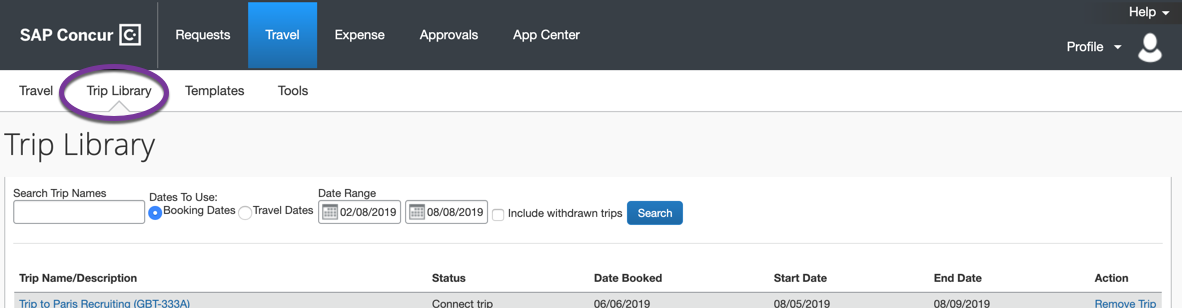 Help
SAP Concur C Requests Travel Expense Approvals App Center Profile
Travel Trip Library Templates Tools
Trip Library
Search Trip Names Dates To Use: Date Range
Booking Dates Travel Dates 02/08/2019 08/08/2019 Include withdrawn trips Search
Trip Name/Description Status Date Booked Start Date End Date Action
Trip to Paris Recruiting (GBT-333A) Connect trip 06/06/2019 08/05/2019 08/09/2019 Remove Trip